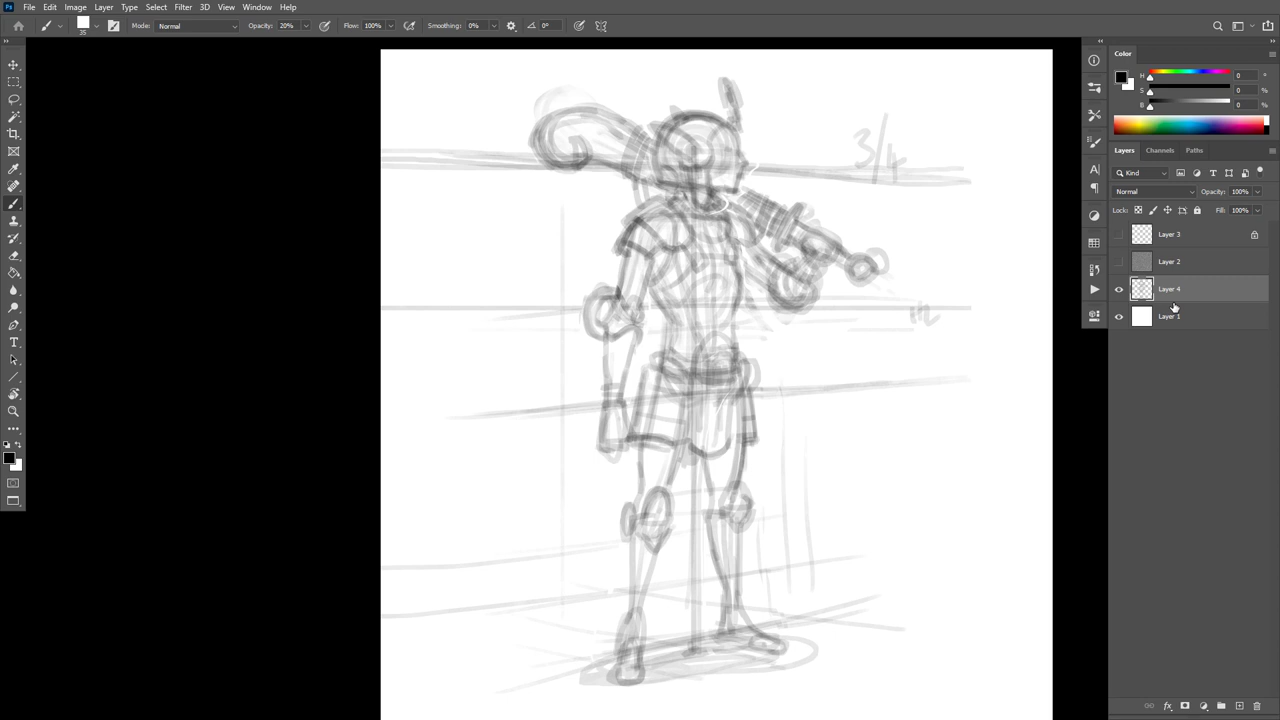 Ps File Edit Image Layer Type Select Filter 3D View Window Help
35 Mode: Normal Opacity: 20% Flow: 100% Smoothing: 0% 0°
Color
H 0 °
S 0 %
B 0 %
Layers Channels Paths
Kind
Normal Opacity: 100%
Lock: Fill: 100%
Layer 3
Layer 2
Layer 4
Layer 1
3/4